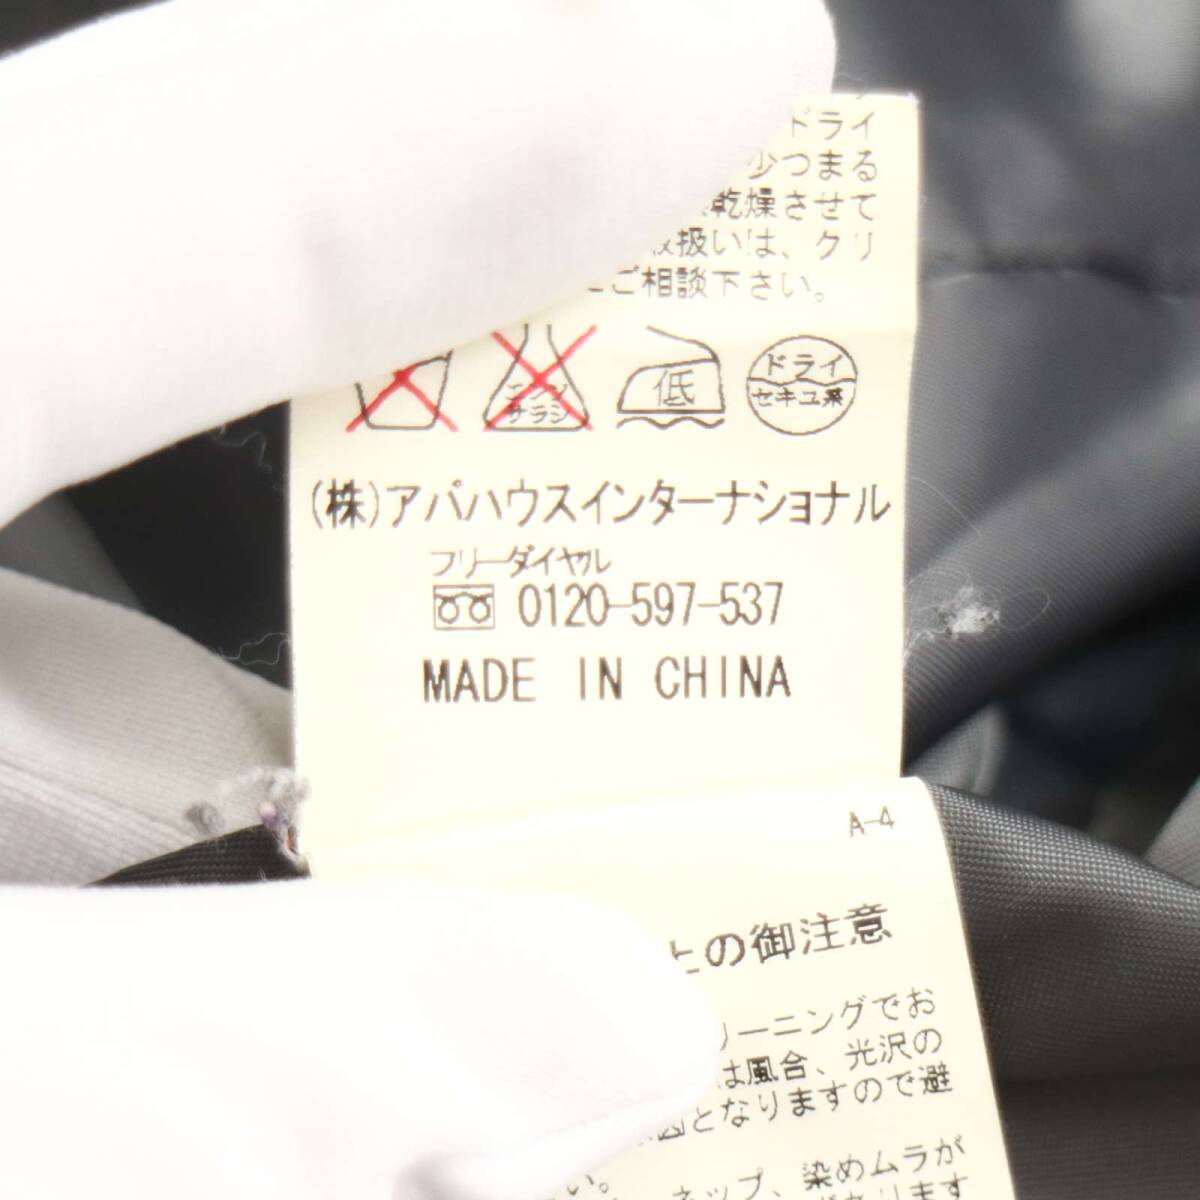 ドライ
少つまる
乾燥させて
扱いは、クリ
ご相談下さい。
エンソ
サラシ
低
ドライ
セキユ系
(株)アバハウスインターナショナル
フリーダイヤル
0120-597-537
MADE IN CHINA
A-4
上の御注意
リーニングでお
は風合、光沢の
となりますので避
い。
ネップ、染めムラが